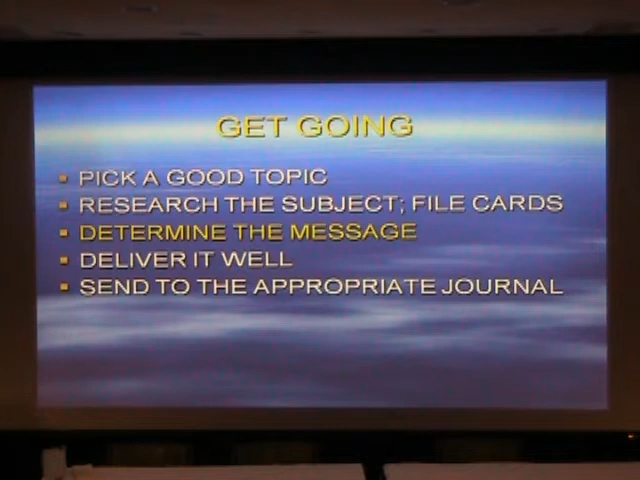 GET GOING
PICK A GOOD TOPIC
RESEARCH THE SUBJECT; FILE CARDS
DETERMINE THE MESSAGE
DELIVER IT WELL
SEND TO THE APPROPRIATE JOURNAL